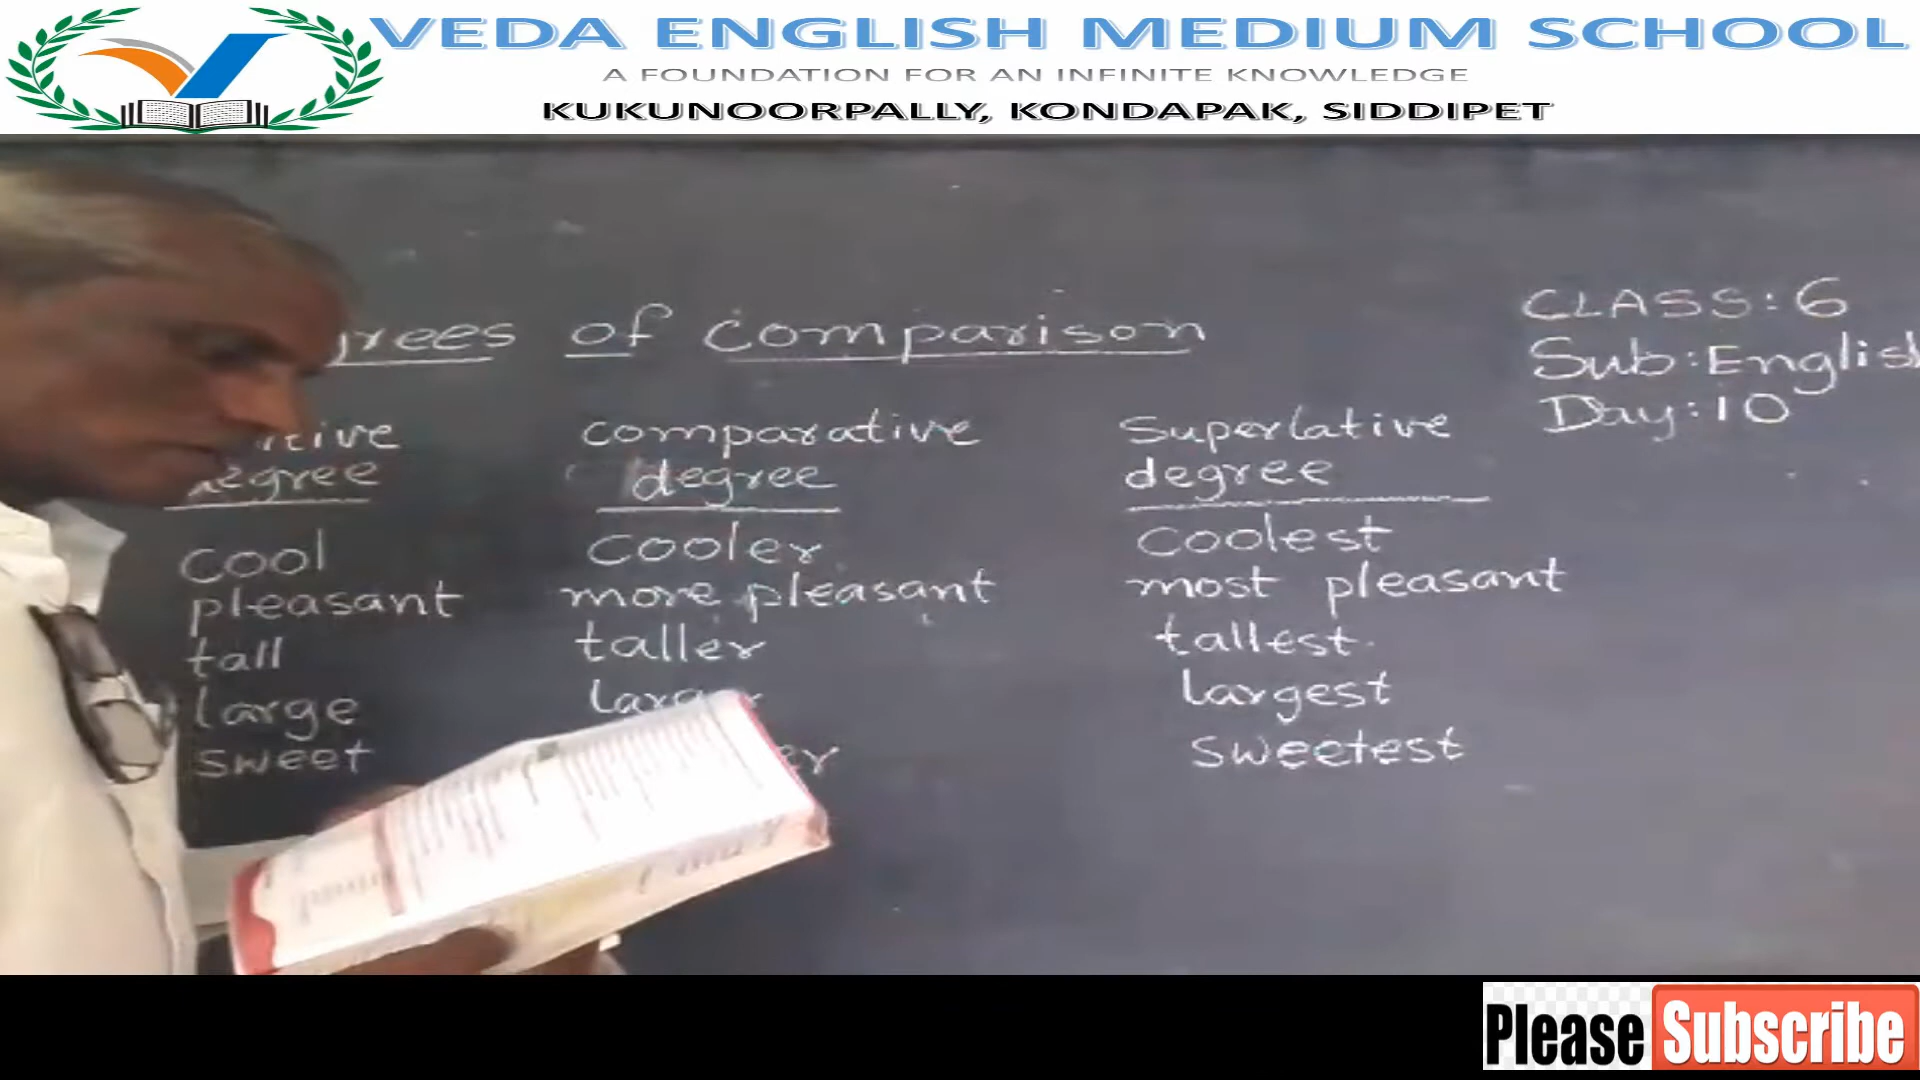 VEDA ENGLISH MEDIUM SCHOOL
A FOUNDATION FOR AN INFINITE KNOWLEDGE
KUKUNOORPALLY, KONDAPAK, SIDDIPET
of comparison
CLASS: 6
Sub: English
Day: 10
comparative
degree
Superlative
degree
degree
cool cooler coolest
pleasant more pleasant most pleasant
tall taller tallest.
large larger largest
sweet sweetest
Please Subscribe